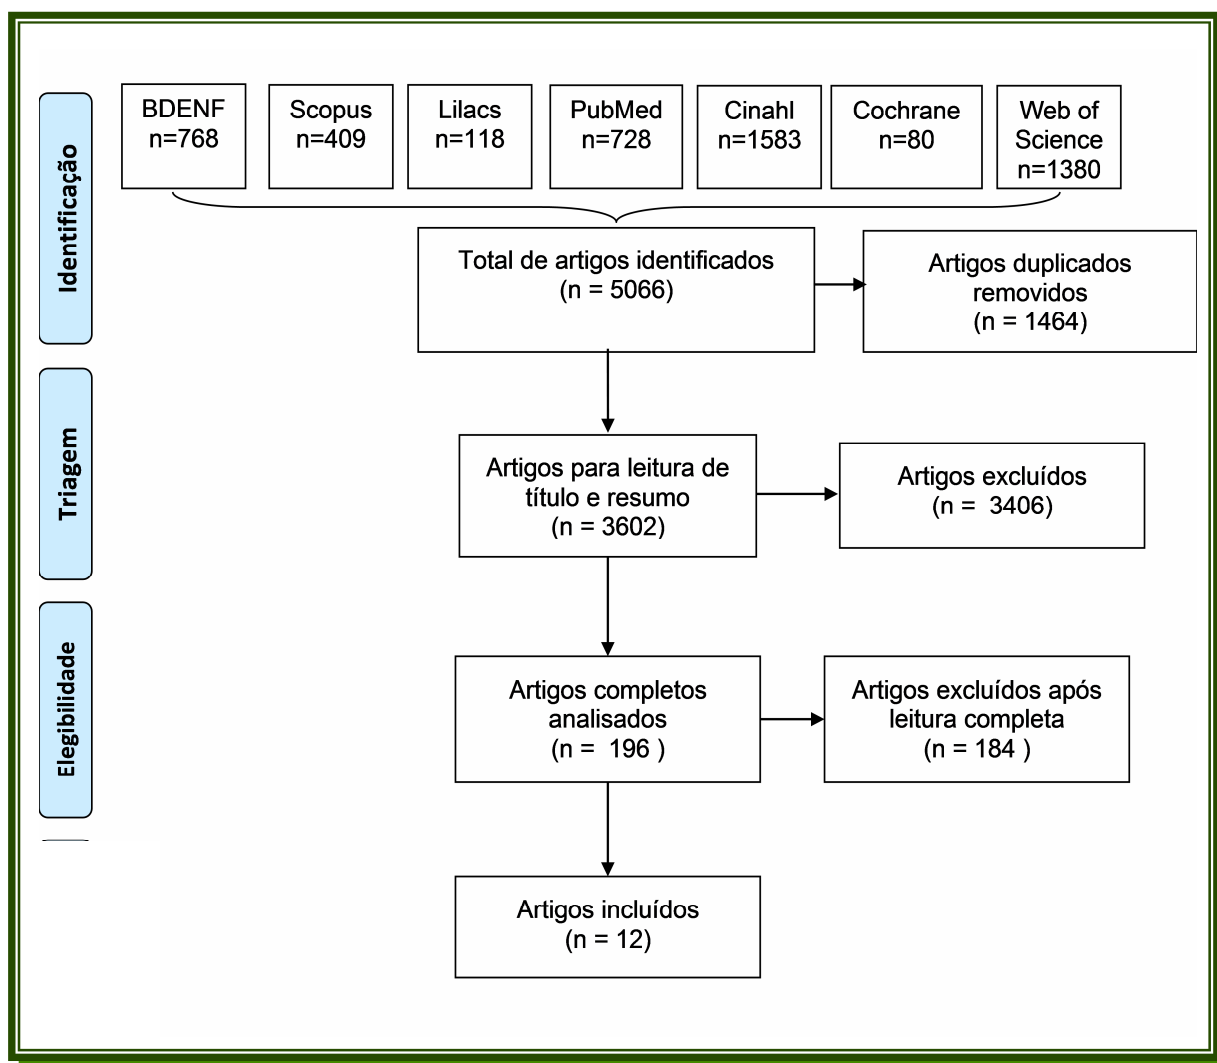 BDENF
n=768
Scopus
n=409
Lilacs
n=118
PubMed
n=728
Cinahl
n=1583
Cochrane
n=80
Web of
Science
n=1380
Identificação
Total de artigos identificados
(n = 5066)
Artigos duplicados
removidos
(n = 1464)
Triagem
Artigos para leitura de
título e resumo
(n = 3602)
Artigos excluídos
(n =  3406)
Elegibilidade
Artigos completos
analisados
(n =  196 )
Artigos excluídos após
leitura completa
(n = 184 )
Artigos incluídos
(n = 12)